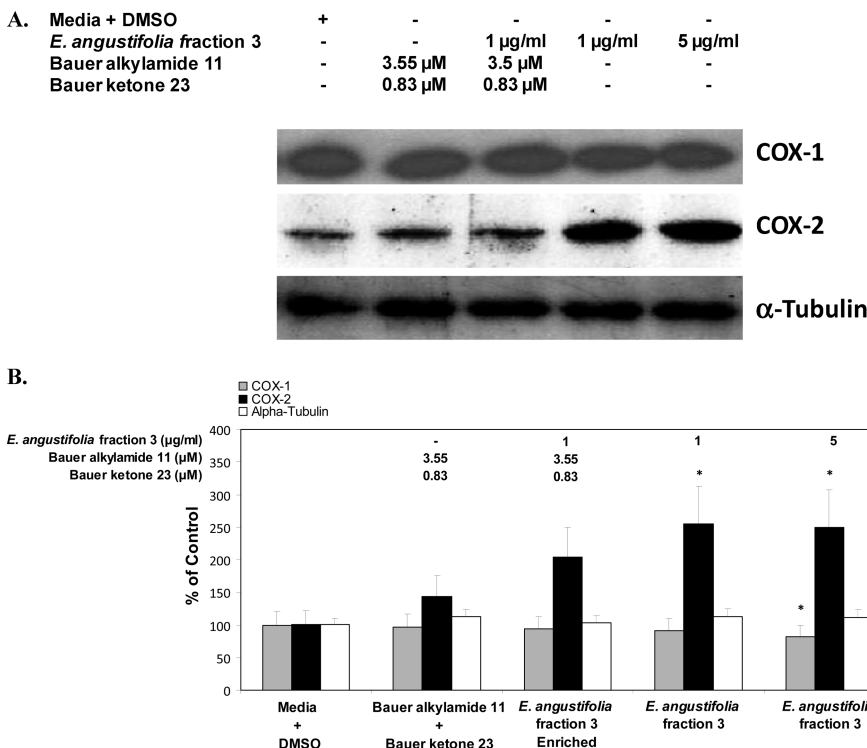 A.
Media + DMSO + - - - -
E. angustifolia fraction 3 - - 1 µg/ml 1 µg/ml 5 µg/ml
Bauer alkylamide 11 - 3.55 µM 3.5 µM - -
Bauer ketone 23 - 0.83 µM 0.83 µM - -
COX-1
COX-2
α-Tubulin
B.
COX-1
COX-2
Alpha-Tubulin
E. angustifolia fraction 3 (µg/ml) - 1 1 5
Bauer alkylamide 11 (µM) 3.55 3.55
Bauer ketone 23 (µM) 0.83 0.83 * *
*
% of Control
400
350
300
250
200
150
100
50
0
Media + DMSO
Bauer alkylamide 11 + Bauer ketone 23
E. angustifolia fraction 3 Enriched
E. angustifolia fraction 3
E. angustifoli fraction 3